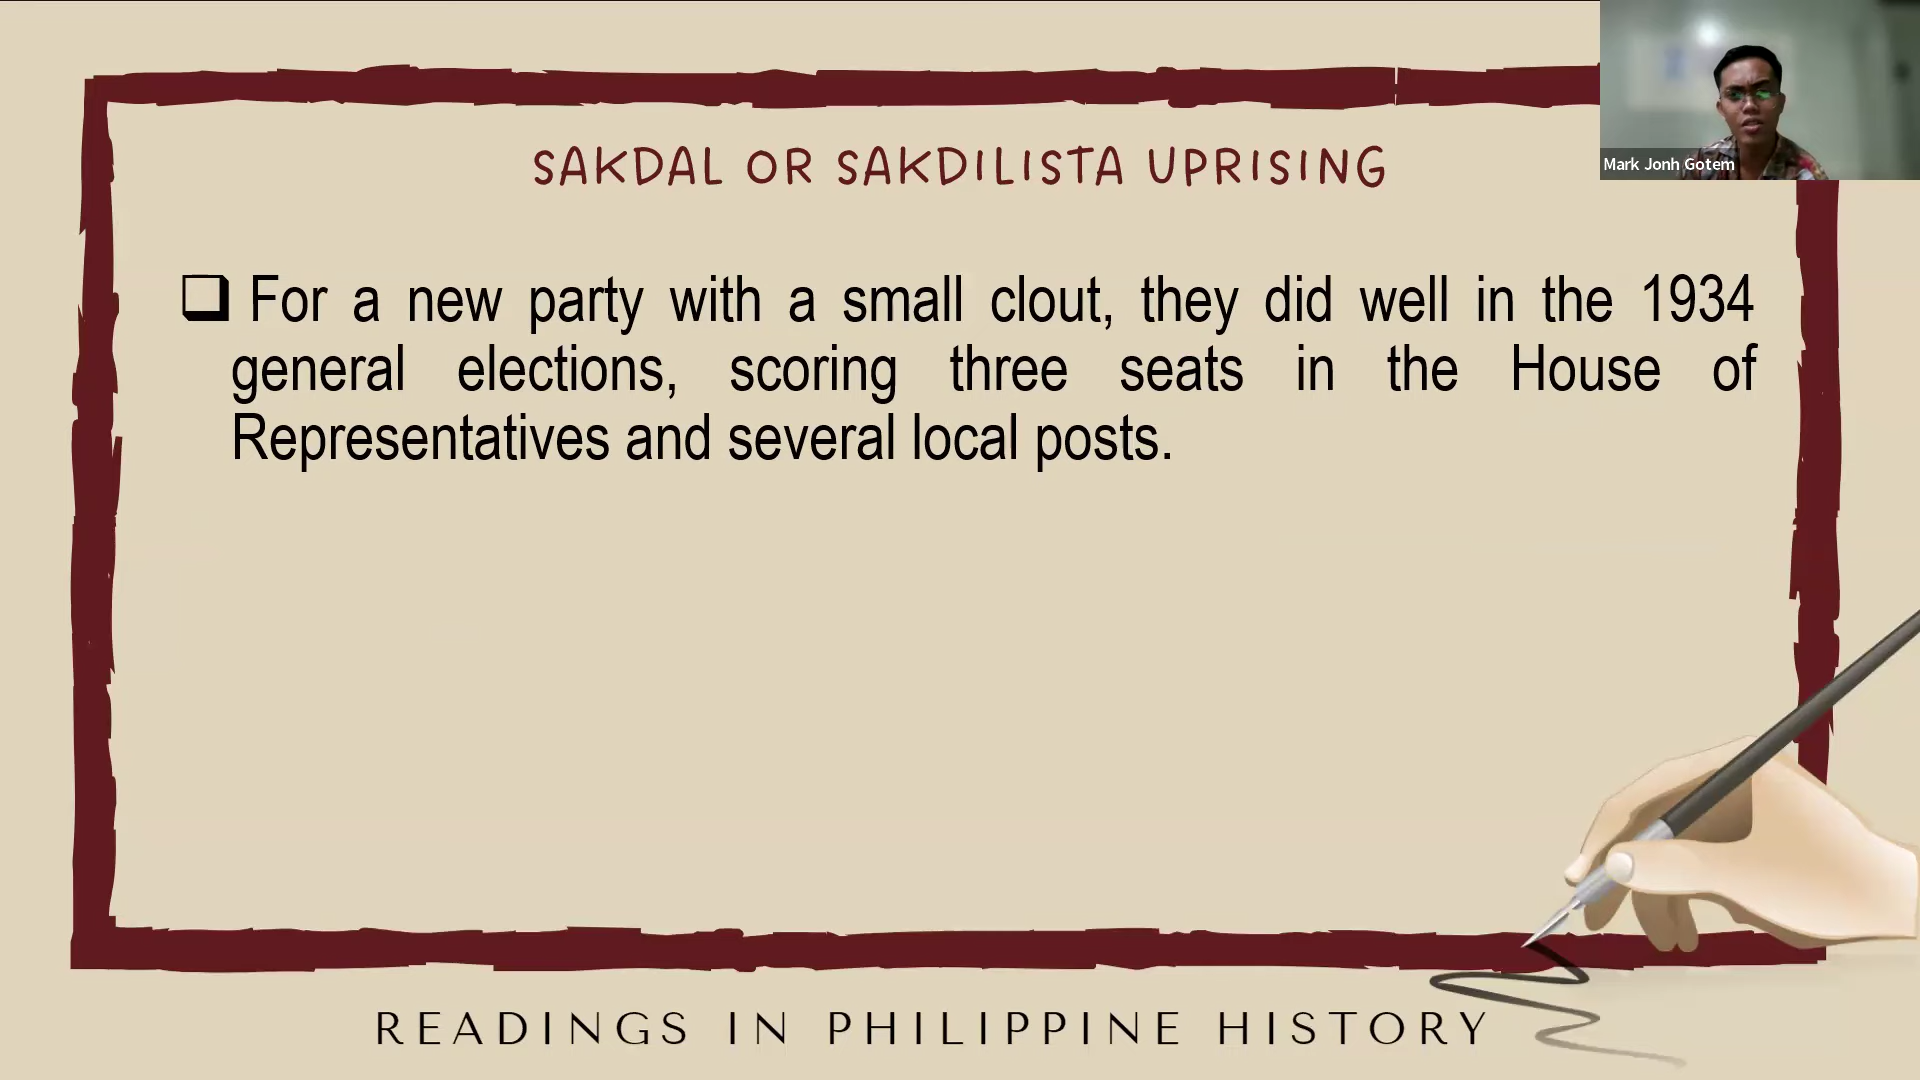 Mark Jonh Gotem
SAKDAL OR SAKDILISTA UPRISING
❑ For a new party with a small clout, they did well in the 1934
general elections, scoring three seats in the House of
Representatives and several local posts.
READINGS IN PHILIPPINE HISTORY